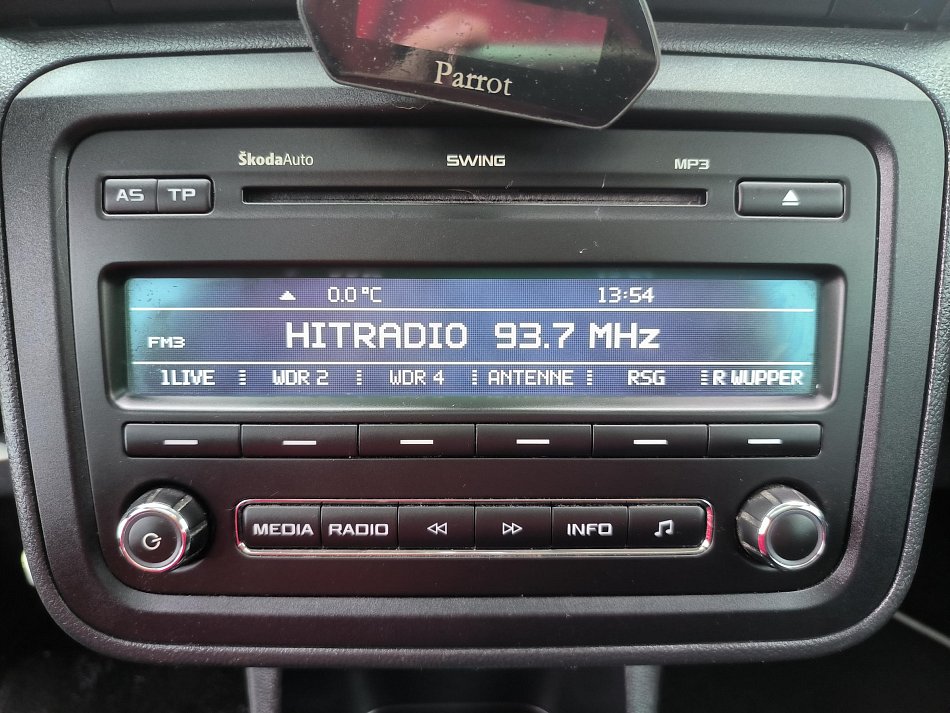 Parrot
ŠkodaAuto SWING MP3
AS TP
0.0 °C 13:54
FM3 HITRADIO 93.7 MHz
1LIVE WDR 2 WDR 4 ANTENNE RSG R WUPPER
MEDIA RADIO INFO